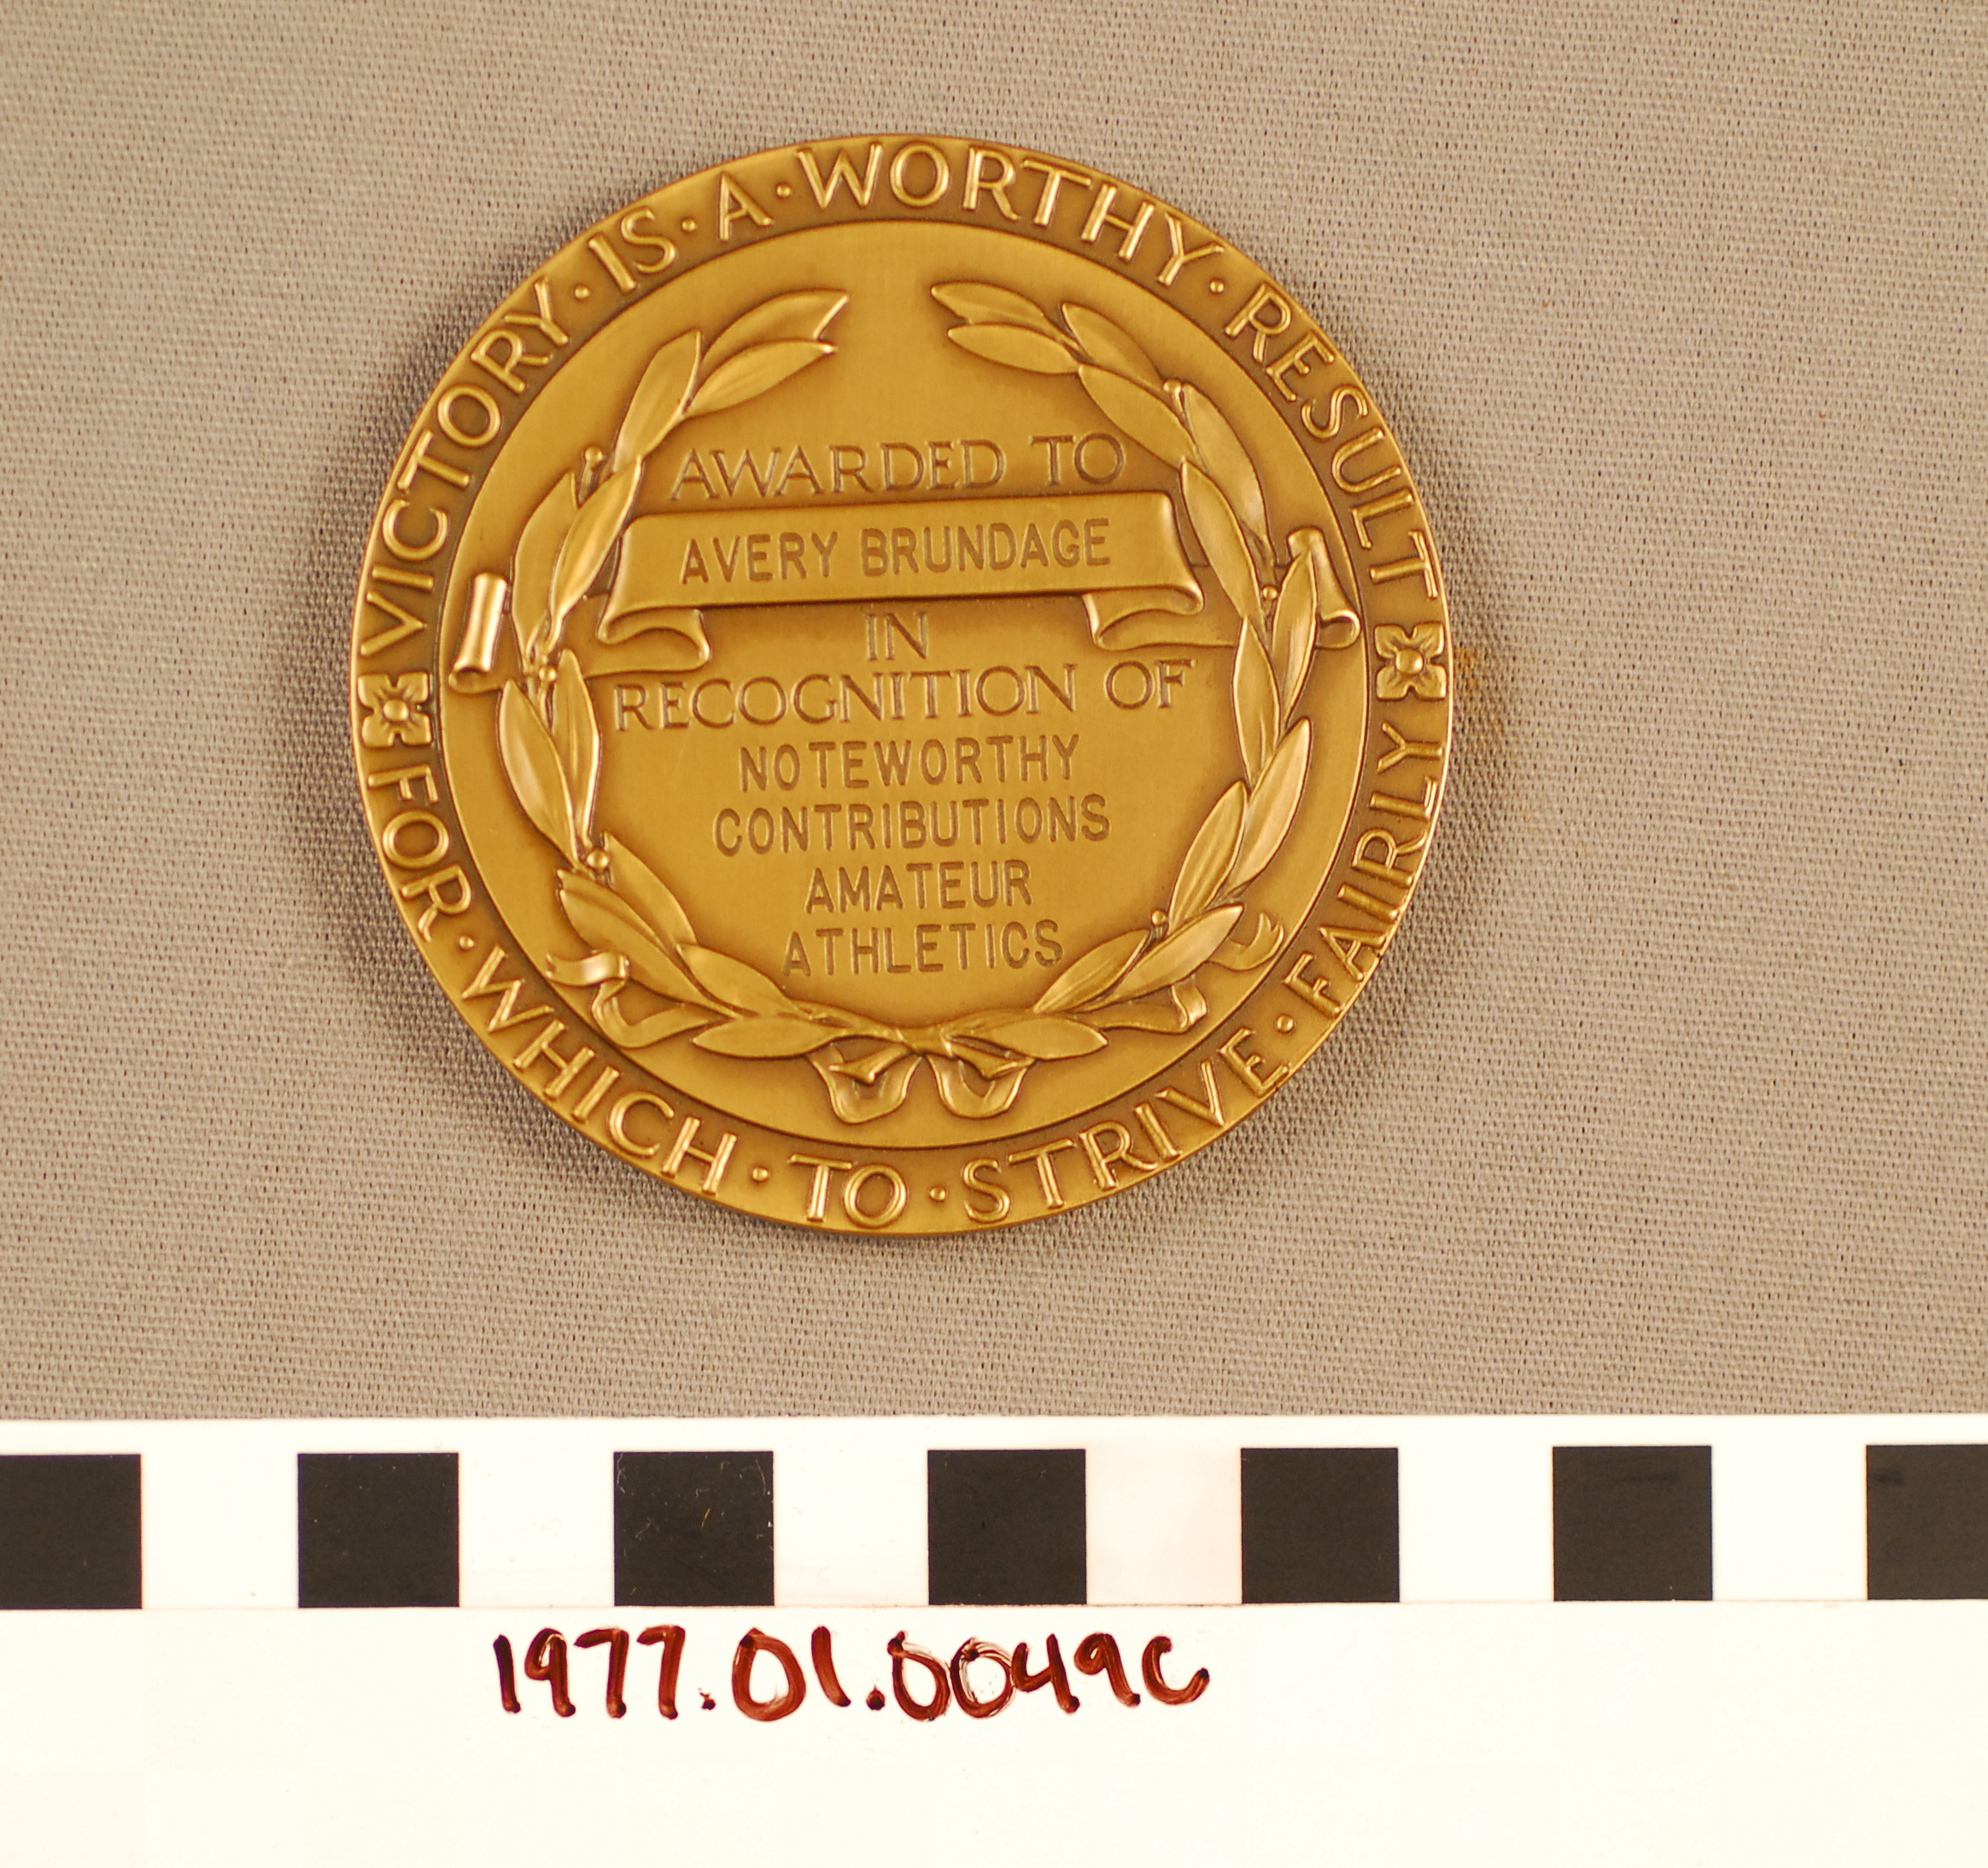 VICTORY · IS · A · WORTHY · RESULT
FOR · WHICH · TO · STRIVE · FAIRLY
AWARDED TO
AVERY BRUNDAGE
IN
RECOGNITION OF
NOTEWORTHY
CONTRIBUTIONS
AMATEUR
ATHLETICS
1977.01.0049C